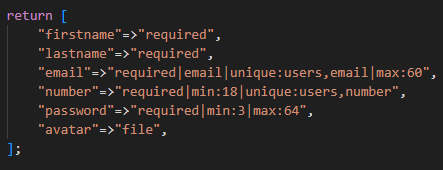 return [
"firstname"=>"required",
"lastname"=>"required",
"email"=>"required|email|unique:users,email|max:60",
"number"=>"required|min:18|unique:users,number",
"password"=>"required|min:3|max:64",
"avatar"=>"file",
];